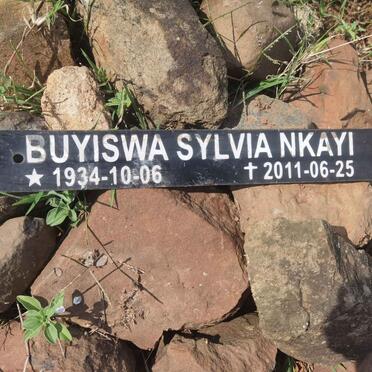 BUYISWA SYLVIA NKAYI
★ 1934-10-06 ✝ 2011-06-25